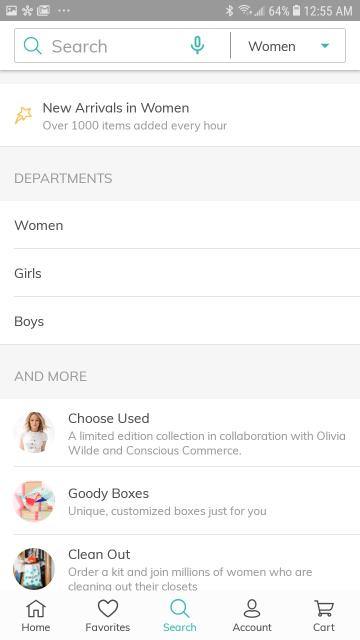 64% 12:55 AM
Search
Women
New Arrivals in Women
Over 1000 items added every hour
DEPARTMENTS
Women
Girls
Boys
AND MORE
Choose Used
A limited edition collection in collaboration with Olivia
Wilde and Conscious Commerce.
Goody Boxes
Unique, customized boxes just for you
Clean Out
Order a kit and join millions of women who are
cleaning out their closets
Home Favorites Search Account Cart